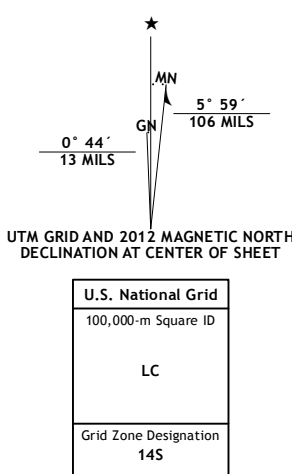 ★
MN
GN
5° 59´
106 MILS
0° 44´
13 MILS
UTM GRID AND 2012 MAGNETIC NORTH
DECLINATION AT CENTER OF SHEET
U.S. National Grid
100,000-m Square ID
LC
Grid Zone Designation
14S